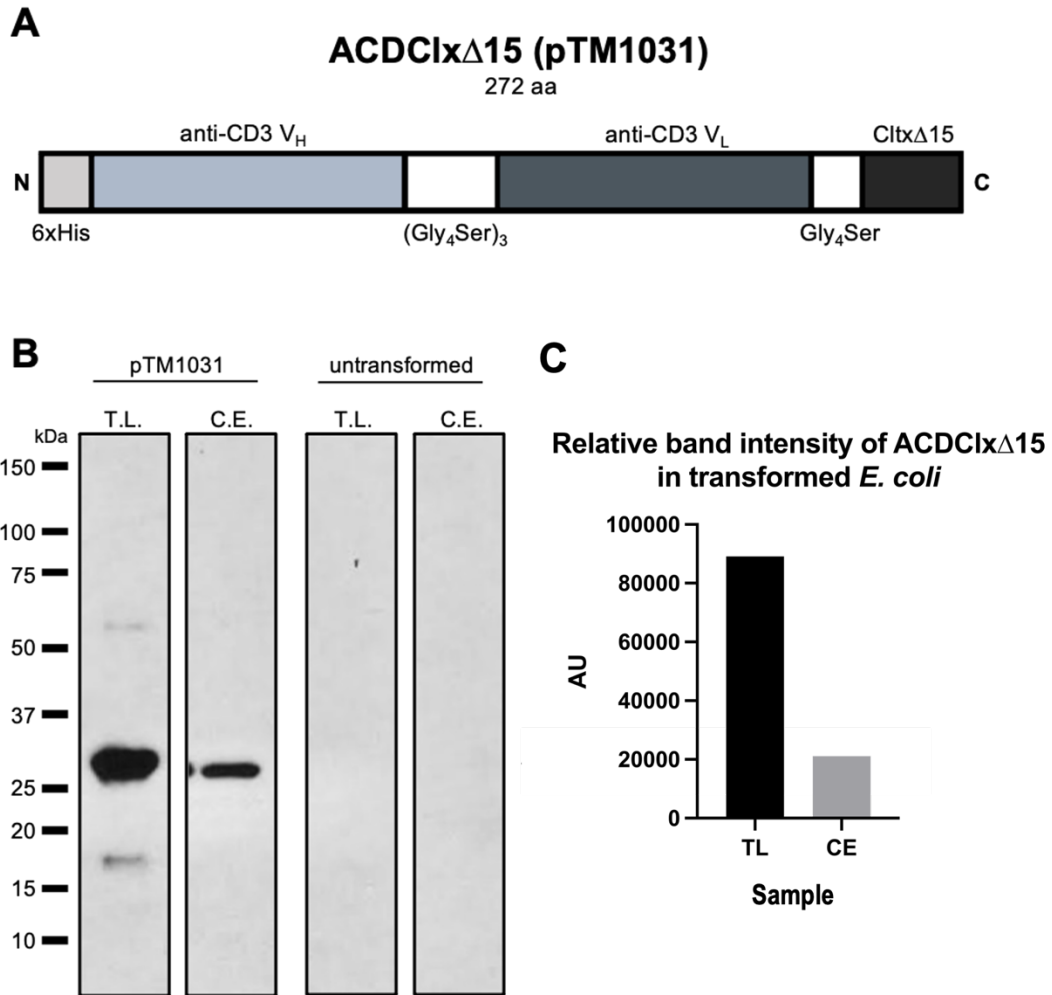 A
ACDClxΔ15 (pTM1031)
272 aa
anti-CD3 VH
anti-CD3 VL
CltxΔ15
N
C
6xHis
(Gly4Ser)3
Gly4Ser
B
pTM1031
untransformed
T.L.
C.E.
T.L.
C.E.
kDa
150
100
75
50
37
25
20
15
10
C
Relative band intensity of ACDClxΔ15
in transformed E. coli
100000
80000
60000
40000
20000
0
AU
TL
CE
Sample